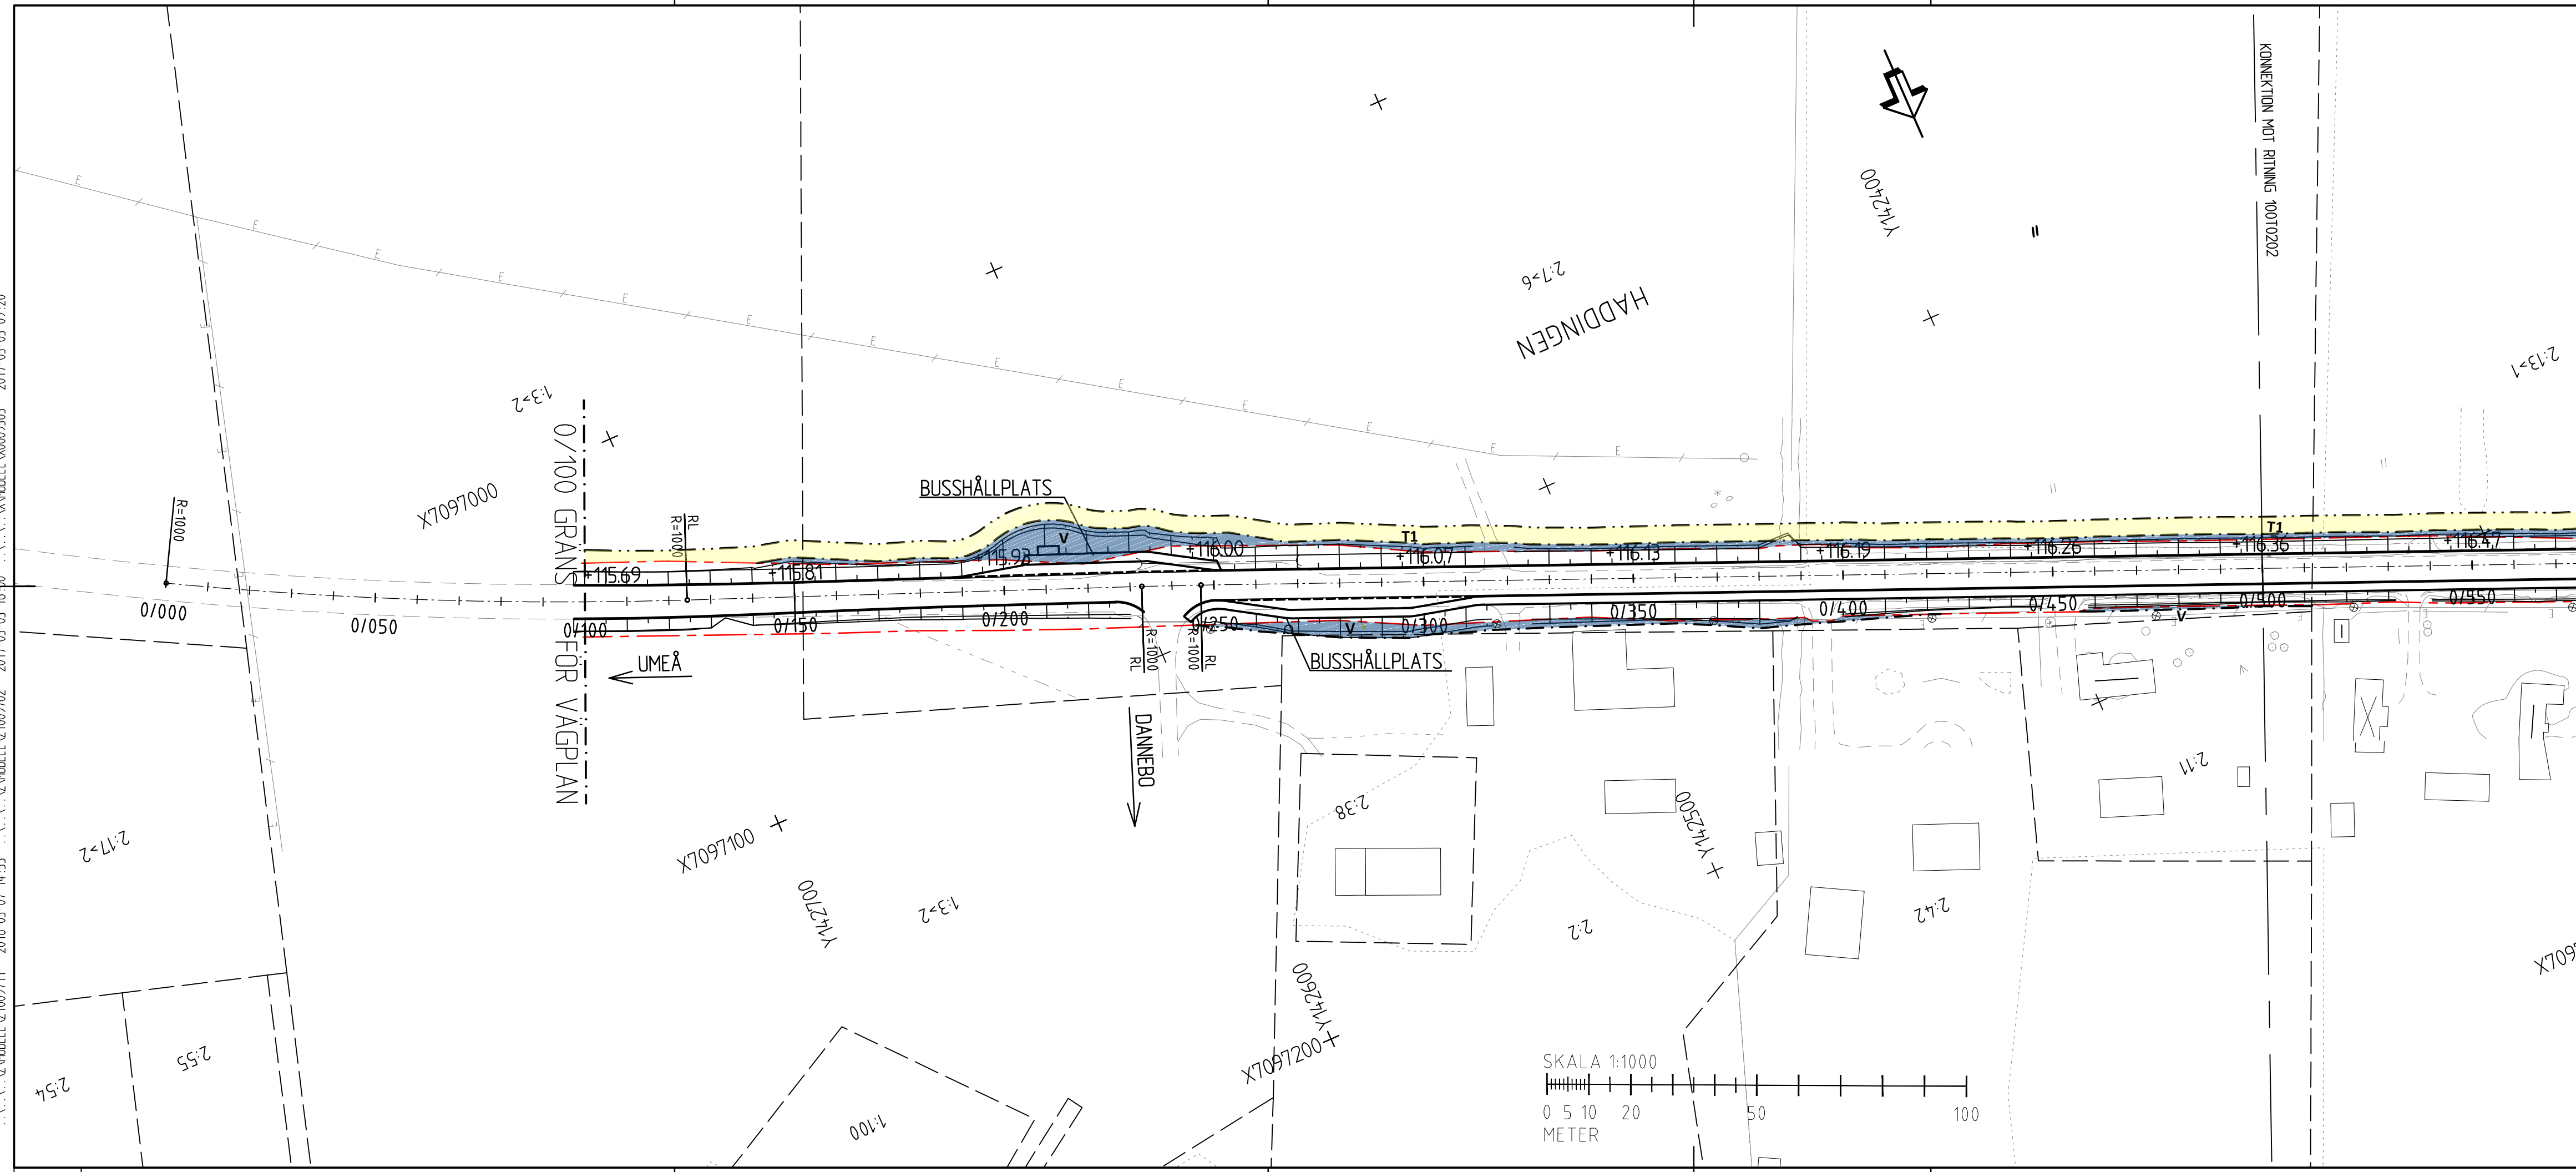 KONNEKTION MOT RITNING 100T0202
Y142400
2:7>6
HADDINGEN
2:13>1
1:3>2
X7097000
R=1000
0/100 GRÄNS FÖR VÄGPLAN
RL
R=1000
BUSSHÅLLPLATS
V
T1
T1
+115.69
+115.81
+115.93
+116.00
+116.07
+116.13
+116.19
+116.26
+116.36
+116.47
0/000
0/050
0/100
0/150
0/200
0/250
0/300
0/350
0/400
0/450
0/500
0/550
V
V
UMEÅ
R=1000
RL
R=1000
RL
BUSSHÅLLPLATS
DANNEBO
2:17>2
X7097100
Y142700
1:3>2
2:38
Y142500
2:11
2:2
2:42
Y142600
X7097200
2:54
2:55
1:100
SKALA 1:1000
0 5 10 20 50 100
METER
E E E E E E E E E E E E E E